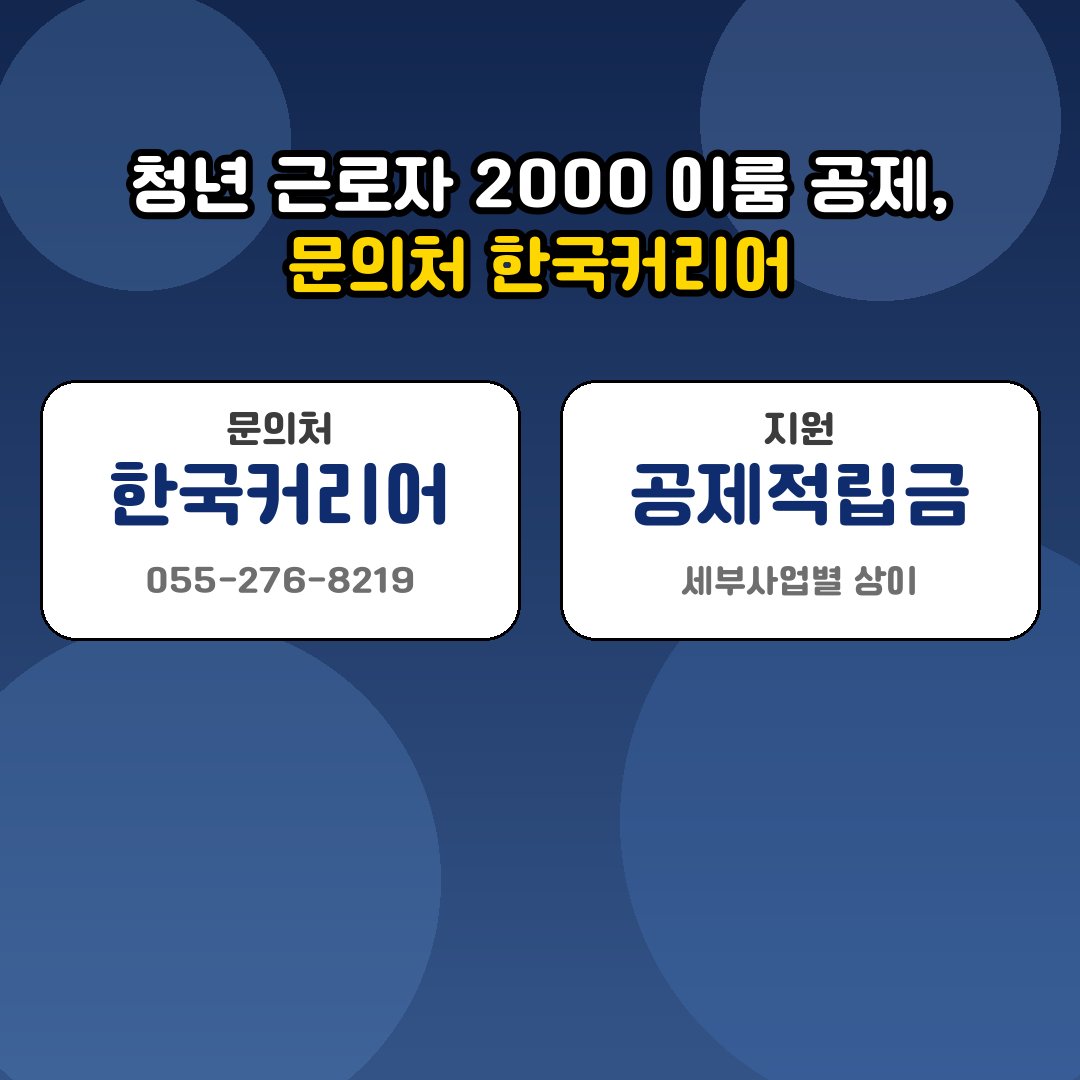 청년 근로자 2000 이룸 공제,
문의처 한국커리어
문의처
한국커리어
055-276-8219
지원
공제적립금
세부사업별 상이